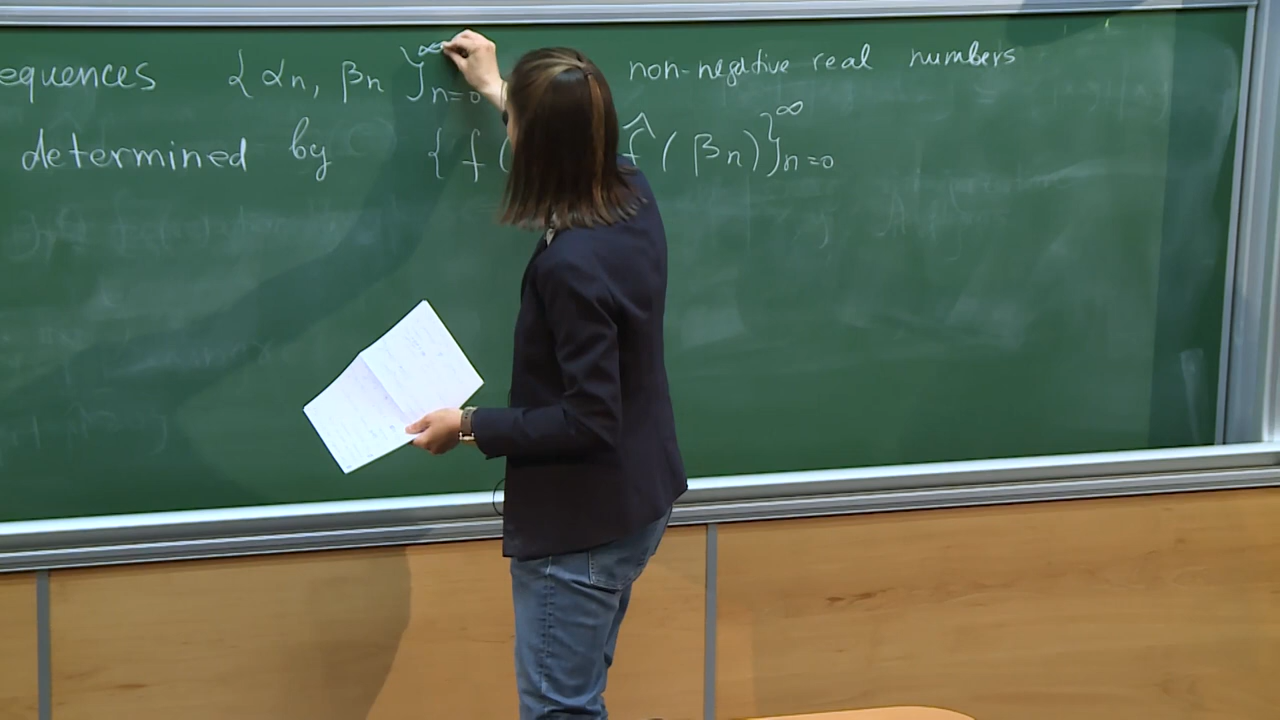 equences { αn, βn }∞n=0 non-negative real numbers
determined by { f ( f̂ ( βn ) }∞n=0